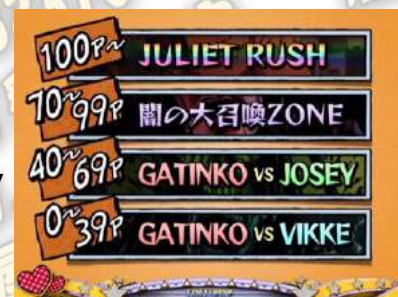 100P~ JULIET RUSH
70~99P 闇の大召喚ZONE
40~69P GATINKO VS JOSEY
0~39P GATINKO VS VIKKE